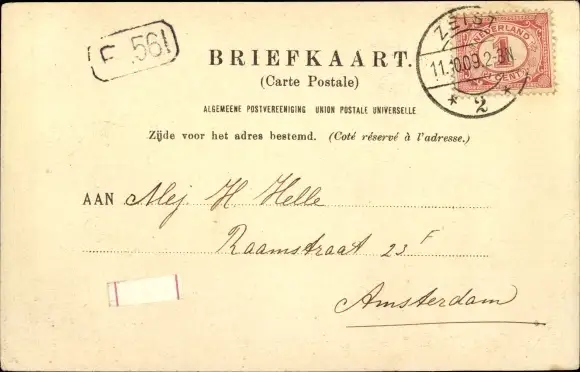 E 561
BRIEFKAART.
(Carte Postale)
ALGEMEENE POSTVEREENIGING UNION POSTALE UNIVERSELLE
Zijde voor het adres bestemd. (Coté réservé à l'adresse.)
NEDERLAND
1
CENT
ZEIST
11.10.09.2-3N
* 2 *
AAN Mej. H Helle
Raamstraat 23 F
Amsterdam